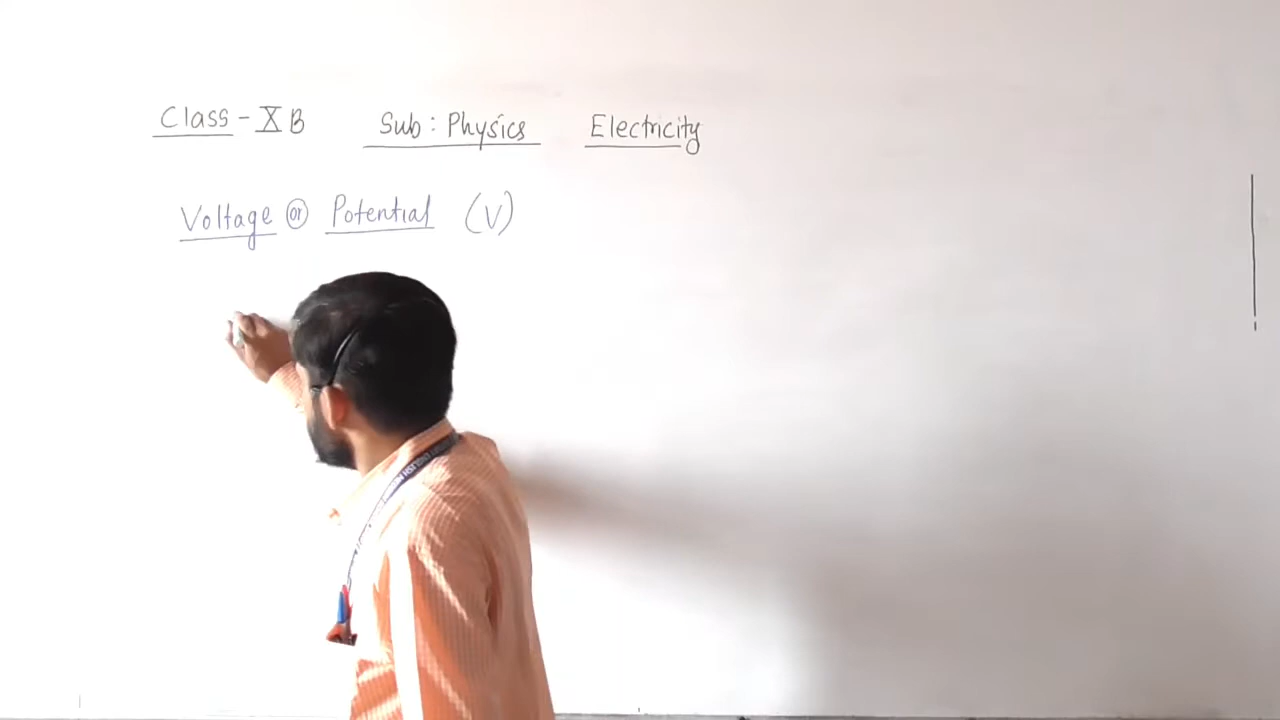 Class - X B Sub : Physics Electricity
Voltage or Potential (V)